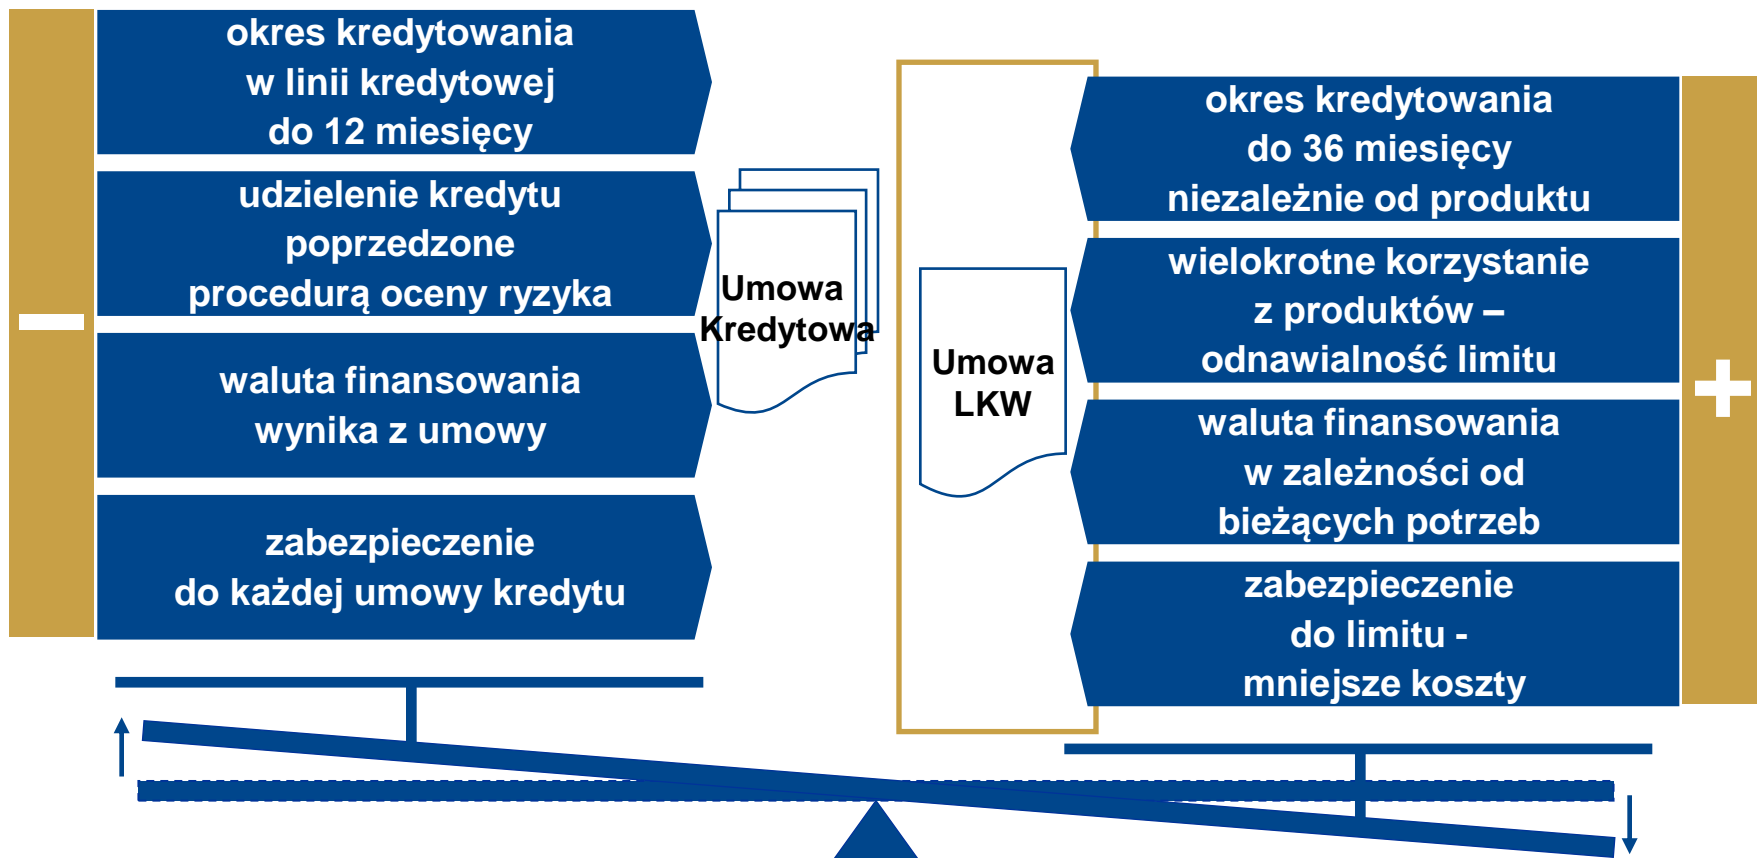 okres kredytowania
w linii kredytowej
do 12 miesięcy
udzielenie kredytu
poprzedzone
procedurą oceny ryzyka
waluta finansowania
wynika z umowy
zabezpieczenie
do każdej umowy kredytu
Umowa
Kredytowa
Umowa
LKW
okres kredytowania
do 36 miesięcy
niezależnie od produktu
wielokrotne korzystanie
z produktów –
odnawialność limitu
waluta finansowania
w zależności od
bieżących potrzeb
zabezpieczenie
do limitu -
mniejsze koszty